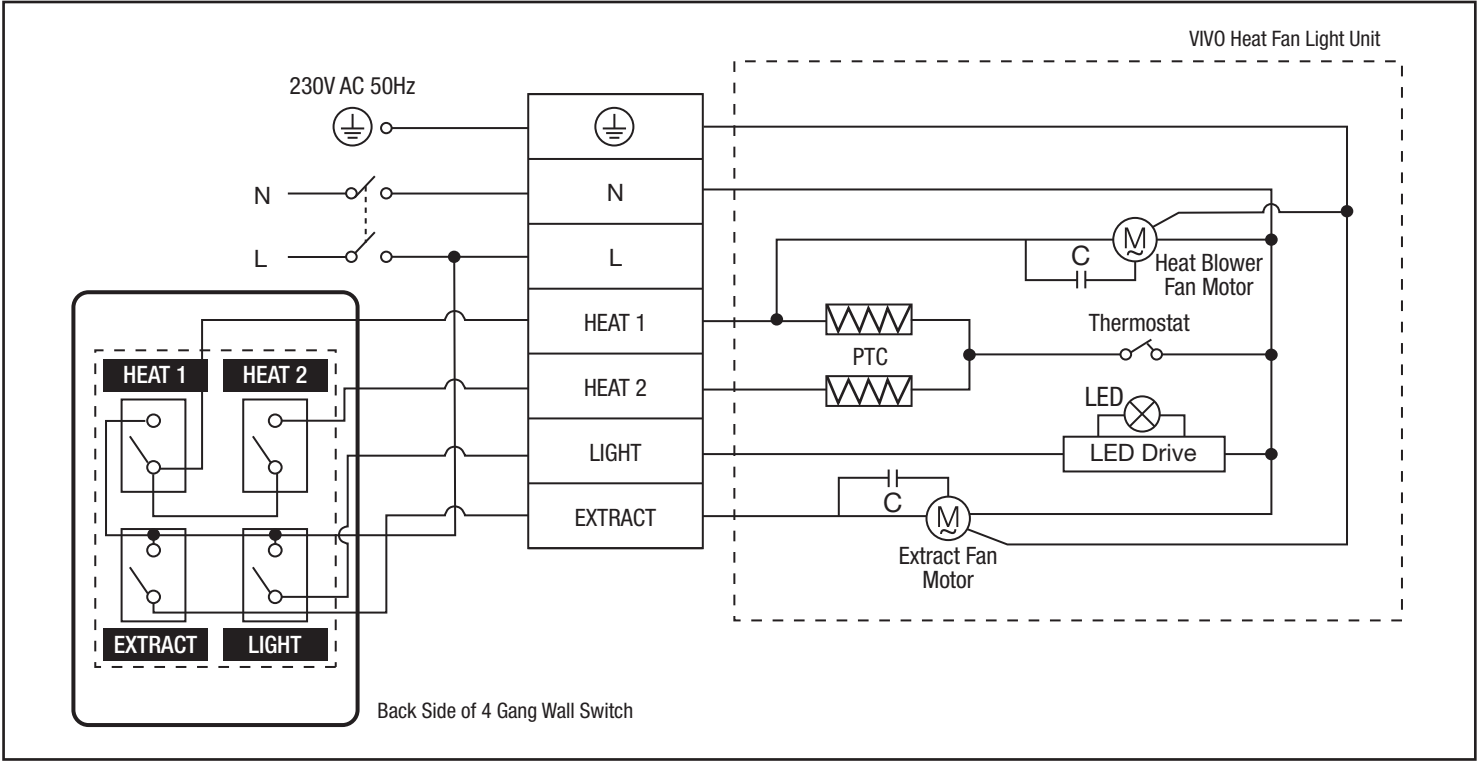 VIVO Heat Fan Light Unit
230V AC 50Hz
N
N
L
L
HEAT 1
HEAT 2
LIGHT
EXTRACT
HEAT 1
HEAT 2
EXTRACT
LIGHT
Back Side of 4 Gang Wall Switch
M
~
C
Heat Blower
Fan Motor
Thermostat
PTC
LED
LED Drive
C
M
~
Extract Fan
Motor